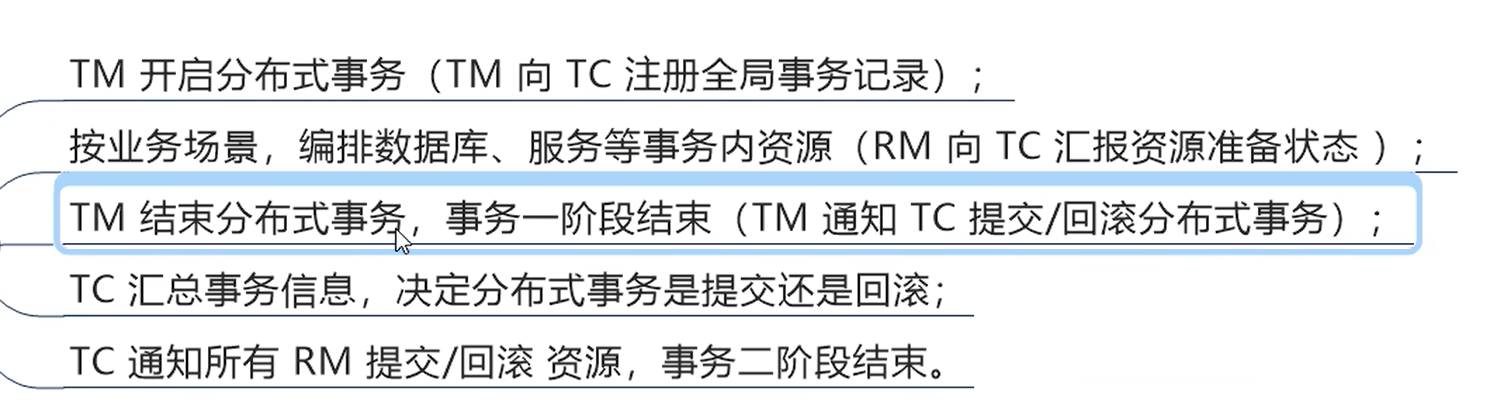 TM 开启分布式事务（TM 向 TC 注册全局事务记录）;
按业务场景，编排数据库、服务等事务内资源（RM 向 TC 汇报资源准备状态 ）;
TM 结束分布式事务，事务一阶段结束（TM 通知 TC 提交/回滚分布式事务）;
TC 汇总事务信息，决定分布式事务是提交还是回滚;
TC 通知所有 RM 提交/回滚 资源，事务二阶段结束。